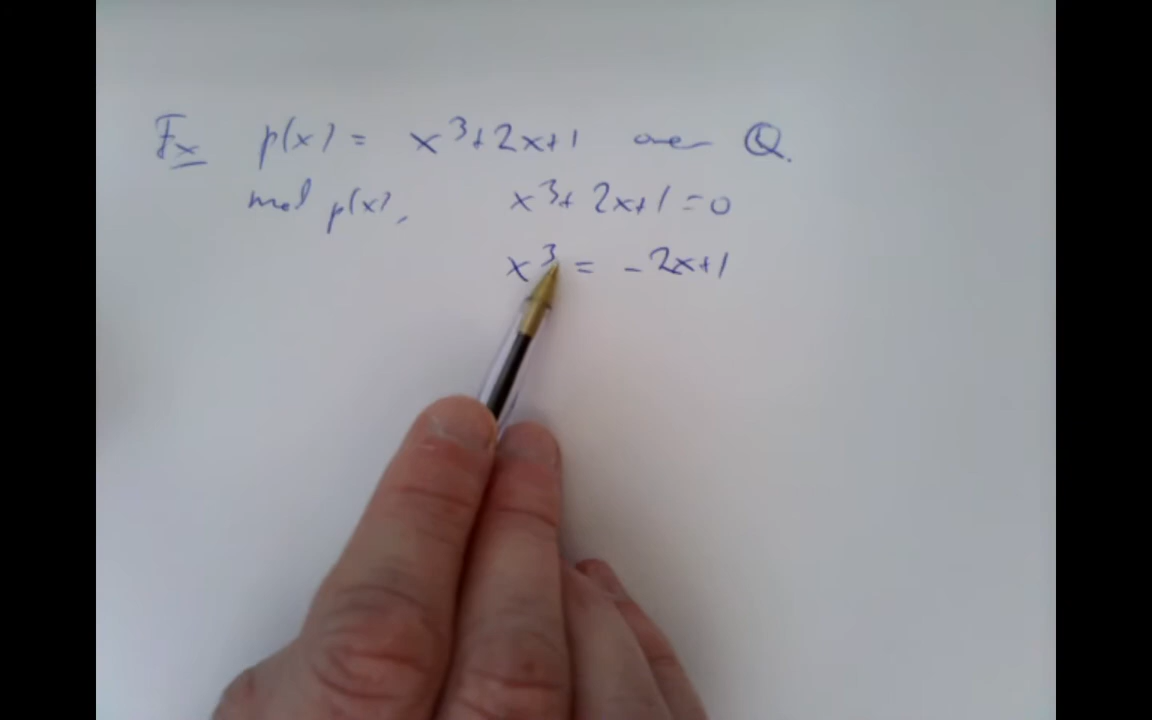 Ex p(x) = x³+2x+1 over Q.
mod p(x), x³+2x+1=0
x³ = -2x+1